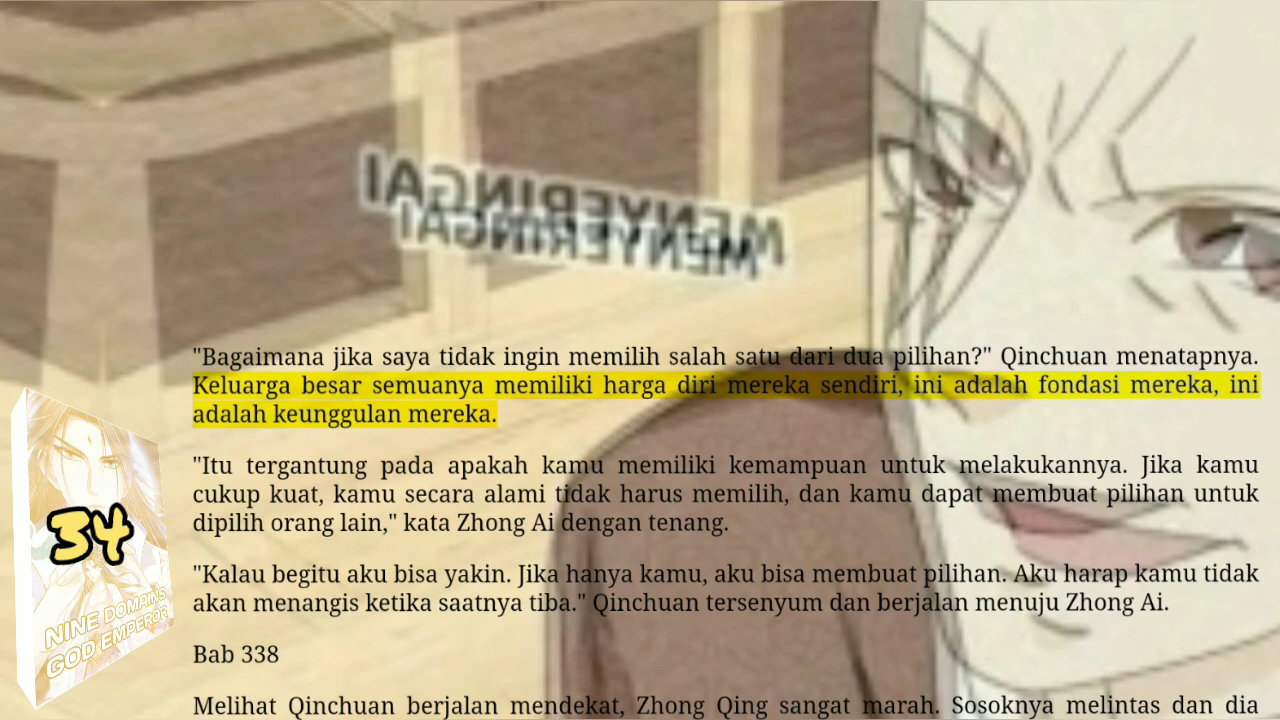 MENYERINGAI
MENYERINGAI
"Bagaimana jika saya tidak ingin memilih salah satu dari dua pilihan?" Qinchuan menatapnya.
Keluarga besar semuanya memiliki harga diri mereka sendiri, ini adalah fondasi mereka, ini
adalah keunggulan mereka.
"Itu tergantung pada apakah kamu memiliki kemampuan untuk melakukannya. Jika kamu
cukup kuat, kamu secara alami tidak harus memilih, dan kamu dapat membuat pilihan untuk
dipilih orang lain," kata Zhong Ai dengan tenang.
"Kalau begitu aku bisa yakin. Jika hanya kamu, aku bisa membuat pilihan. Aku harap kamu tidak
akan menangis ketika saatnya tiba." Qinchuan tersenyum dan berjalan menuju Zhong Ai.
Bab 338
Melihat Qinchuan berjalan mendekat, Zhong Qing sangat marah. Sosoknya melintas dan dia
34
NINE DOMAINS
GOD EMPEROR